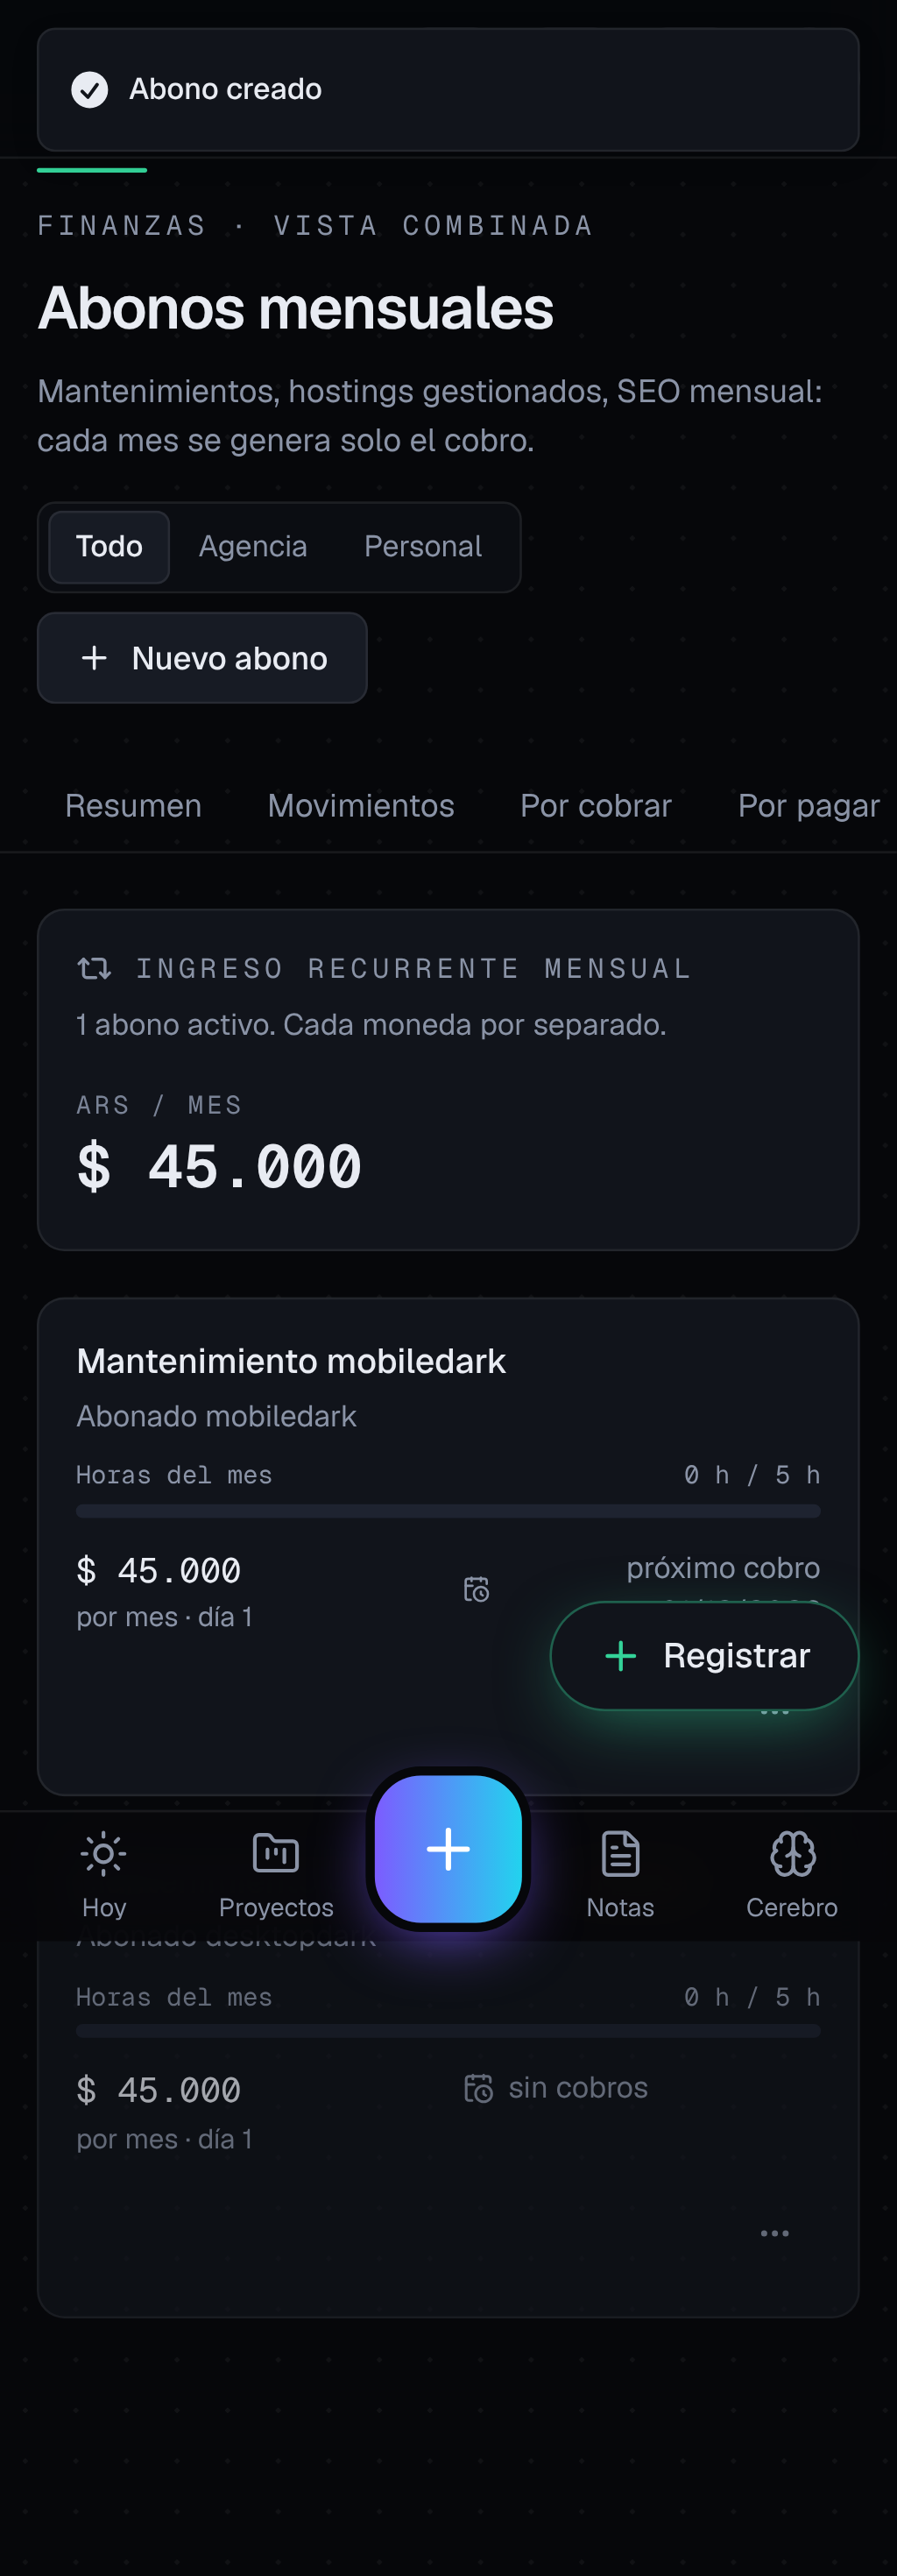 Abono creado
FINANZAS · VISTA COMBINADA
Abonos mensuales
Mantenimientos, hostings gestionados, SEO mensual:
cada mes se genera solo el cobro.
Todo Agencia Personal
+ Nuevo abono
Resumen Movimientos Por cobrar Por pagar
INGRESO RECURRENTE MENSUAL
1 abono activo. Cada moneda por separado.
ARS / MES
$ 45.000
Mantenimiento mobiledark
Abonado mobiledark
Horas del mes 0 h / 5 h
$ 45.000 próximo cobro
por mes · día 1
+ Registrar
Hoy Proyectos Notas Cerebro
Abonado desktopdark
Horas del mes 0 h / 5 h
$ 45.000 sin cobros
por mes · día 1